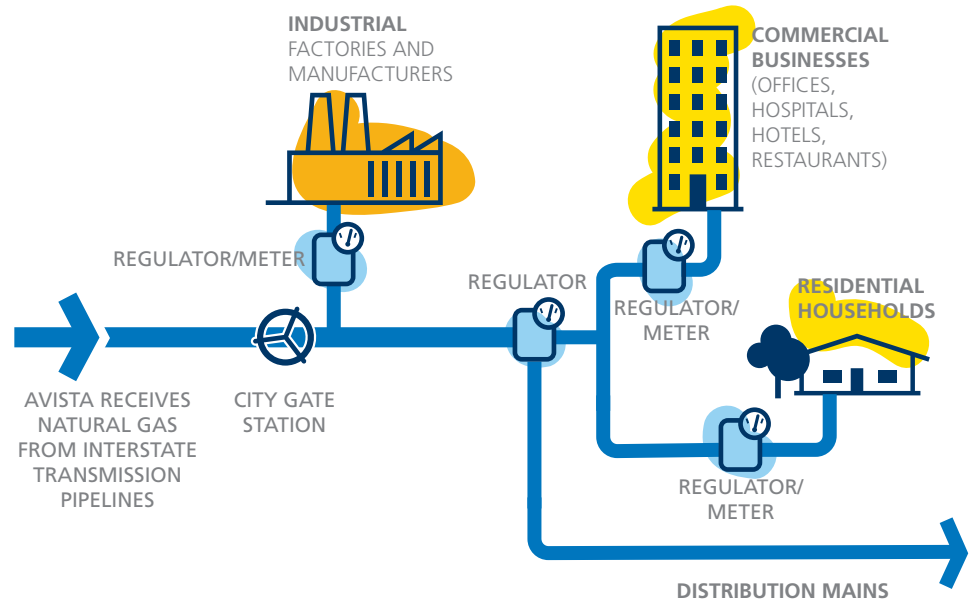 INDUSTRIAL
FACTORIES AND
MANUFACTURERS
COMMERCIAL
BUSINESSES
(OFFICES,
HOSPITALS,
HOTELS,
RESTAURANTS)
REGULATOR/METER
REGULATOR
REGULATOR/
METER
RESIDENTIAL
HOUSEHOLDS
AVISTA RECEIVES
NATURAL GAS
FROM INTERSTATE
TRANSMISSION
PIPELINES
CITY GATE
STATION
REGULATOR/
METER
DISTRIBUTION MAINS